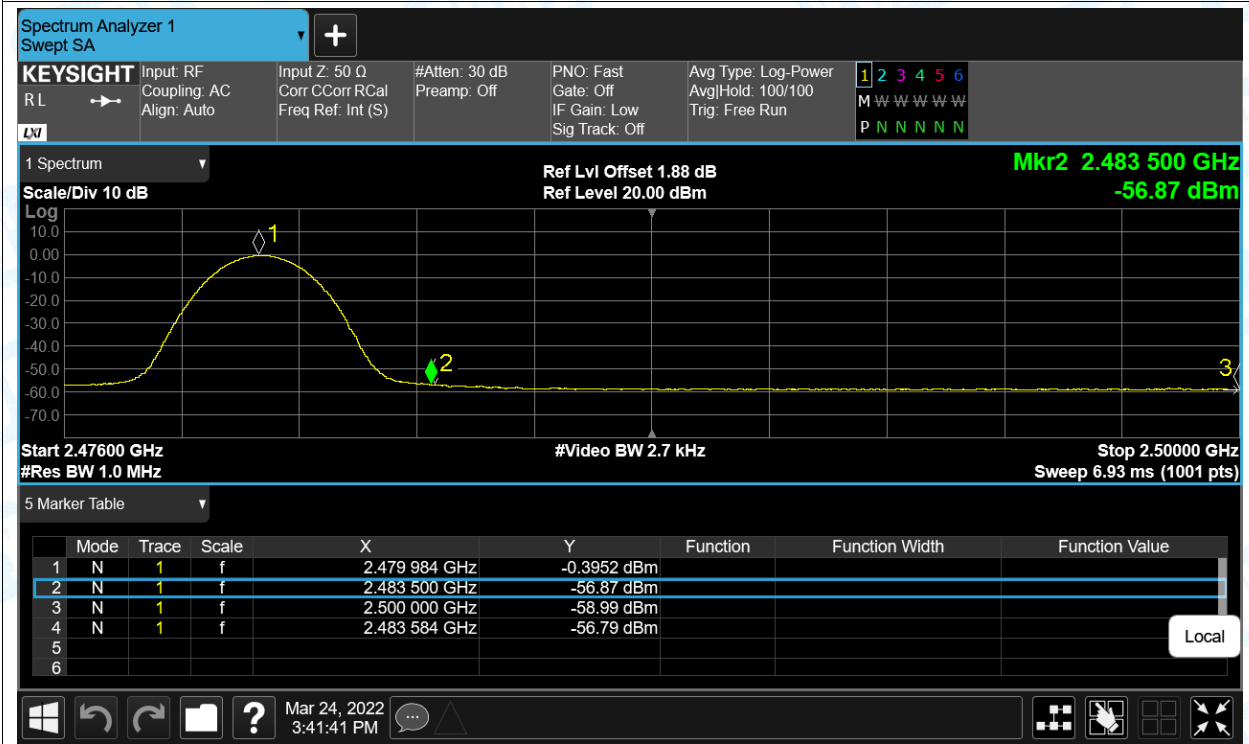 Spectrum Analyzer 1
Swept SA
+
KEYSIGHT Input: RF Input Z: 50 Ω #Atten: 30 dB PNO: Fast Avg Type: Log-Power 1 2 3 4 5 6
R L Coupling: AC Corr CCorr RCal Preamp: Off Gate: Off Avg|Hold: 100/100 M W W W W W W
Align: Auto Freq Ref: Int (S) IF Gain: Low Trig: Free Run
LXI Sig Track: Off P N N N N N N
1 Spectrum Ref Lvl Offset 1.88 dB Mkr2 2.483 500 GHz
Scale/Div 10 dB Ref Level 20.00 dBm -56.87 dBm
Log
10.0
1
0.00
-10.0
-20.0
-30.0
-40.0
2 3
-50.0
-60.0
-70.0
Start 2.47600 GHz #Video BW 2.7 kHz Stop 2.50000 GHz
#Res BW 1.0 MHz Sweep 6.93 ms (1001 pts)
5 Marker Table
Mode Trace Scale X Y Function Function Width Function Value
1 N 1 f 2.479 984 GHz -0.3952 dBm
2 N 1 f 2.483 500 GHz -56.87 dBm
3 N 1 f 2.500 000 GHz -58.99 dBm
4 N 1 f 2.483 584 GHz -56.79 dBm
Local
5
6
? Mar 24, 2022
3:41:41 PM